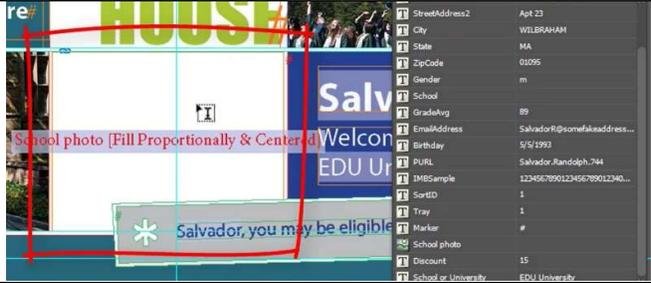 re#
HOUSE#
School photo [Fill Proportionally & Centered]
Salv
Welcon
EDU Ur
Salvador, you may be eligible
StreetAddress2 Apt 23
City WILBRAHAM
State MA
ZipCode 01095
Gender m
School
GradeAvg 89
EmailAddress SalvadorR@somefakeaddress...
Birthday 5/5/1993
PURL Salvador.Randolph.744
IMBSample 1234567890123456789012340...
SortID 1
Tray 1
Marker #
School photo
Discount 15
School or University EDU University